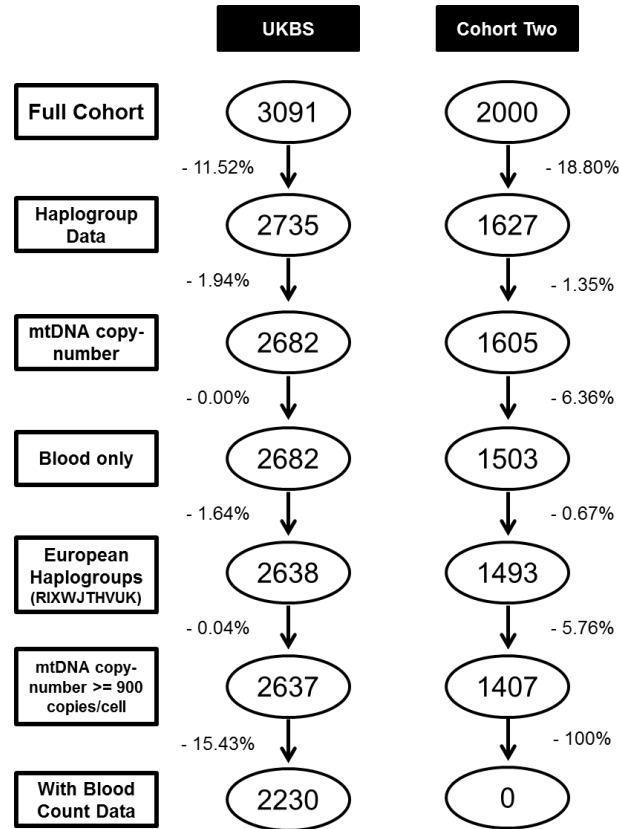 UKBS Cohort Two
Full Cohort 3091 2000
- 11.52% - 18.80%
Haplogroup
Data
2735 1627
- 1.94% - 1.35%
mtDNA copy-
number
2682 1605
- 0.00% - 6.36%
Blood only 2682 1503
- 1.64% - 0.67%
European
Haplogroups
(RIXWJTHVUK)
2638 1493
- 0.04% - 5.76%
mtDNA copy-
number >= 900
copies/cell
2637 1407
- 15.43% - 100%
With Blood
Count Data
2230 0